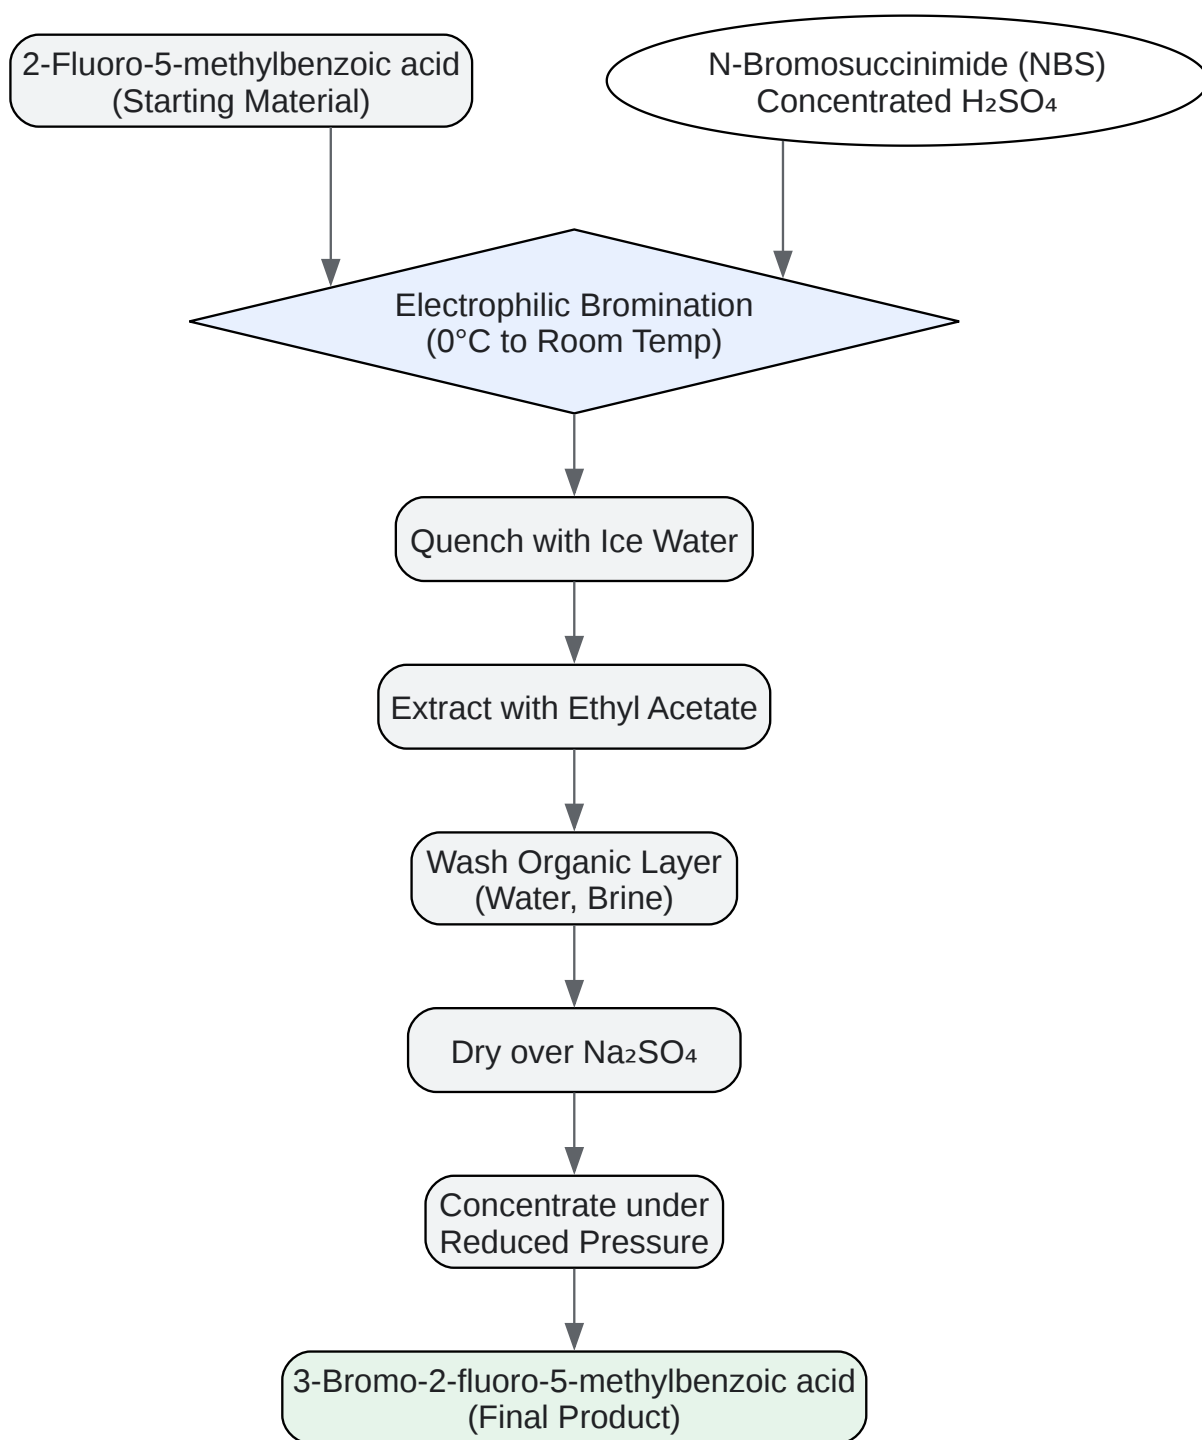 2-Fluoro-5-methylbenzoic acid
(Starting Material)
N-Bromosuccinimide (NBS)
Concentrated H₂SO₄
Electrophilic Bromination
(0°C to Room Temp)
Quench with Ice Water
Extract with Ethyl Acetate
Wash Organic Layer
(Water, Brine)
Dry over Na₂SO₄
Concentrate under
Reduced Pressure
3-Bromo-2-fluoro-5-methylbenzoic acid
(Final Product)